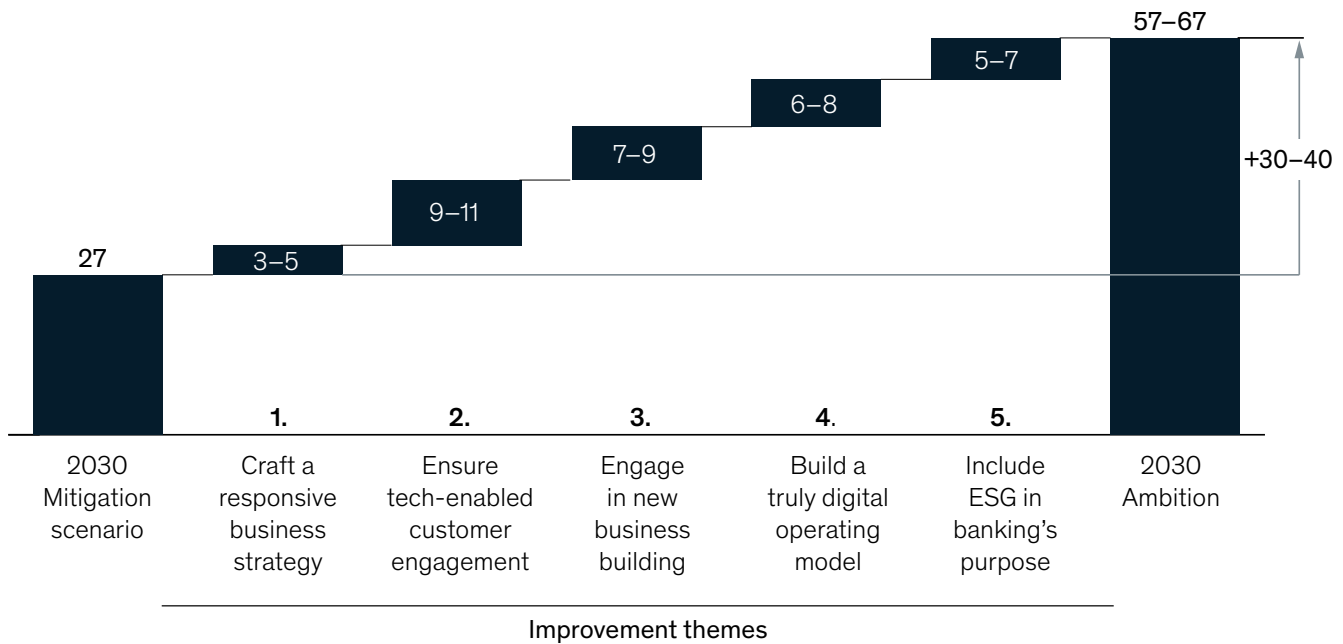 57–67
5–7
6–8
+30–40
7–9
9–11
27
3–5
1.
2.
3.
4.
5.
2030
Mitigation
scenario
Craft a
responsive
business
strategy
Ensure
tech-enabled
customer
engagement
Engage
in new
business
building
Build a
truly digital
operating
model
Include
ESG in
banking’s
purpose
2030
Ambition
Improvement themes